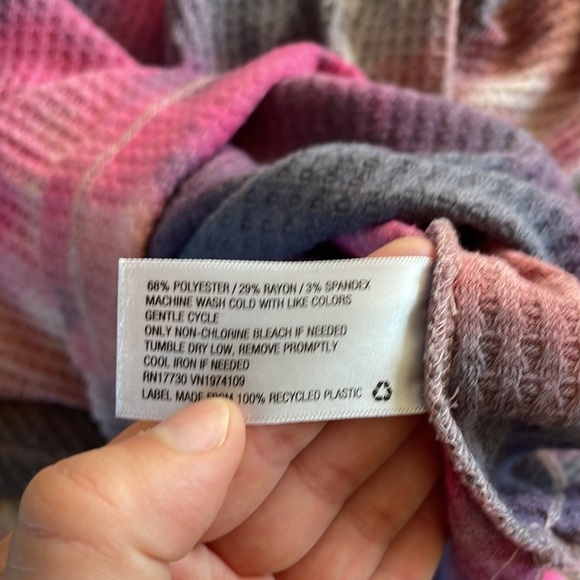 68% POLYESTER / 29% RAYON / 3% SPANDEX
MACHINE WASH COLD WITH LIKE COLORS
GENTLE CYCLE
ONLY NON-CHLORINE BLEACH IF NEEDED
TUMBLE DRY LOW, REMOVE PROMPTLY
COOL IRON IF NEEDED
RN17730 VN1974109
LABEL MADE FROM 100% RECYCLED PLASTIC